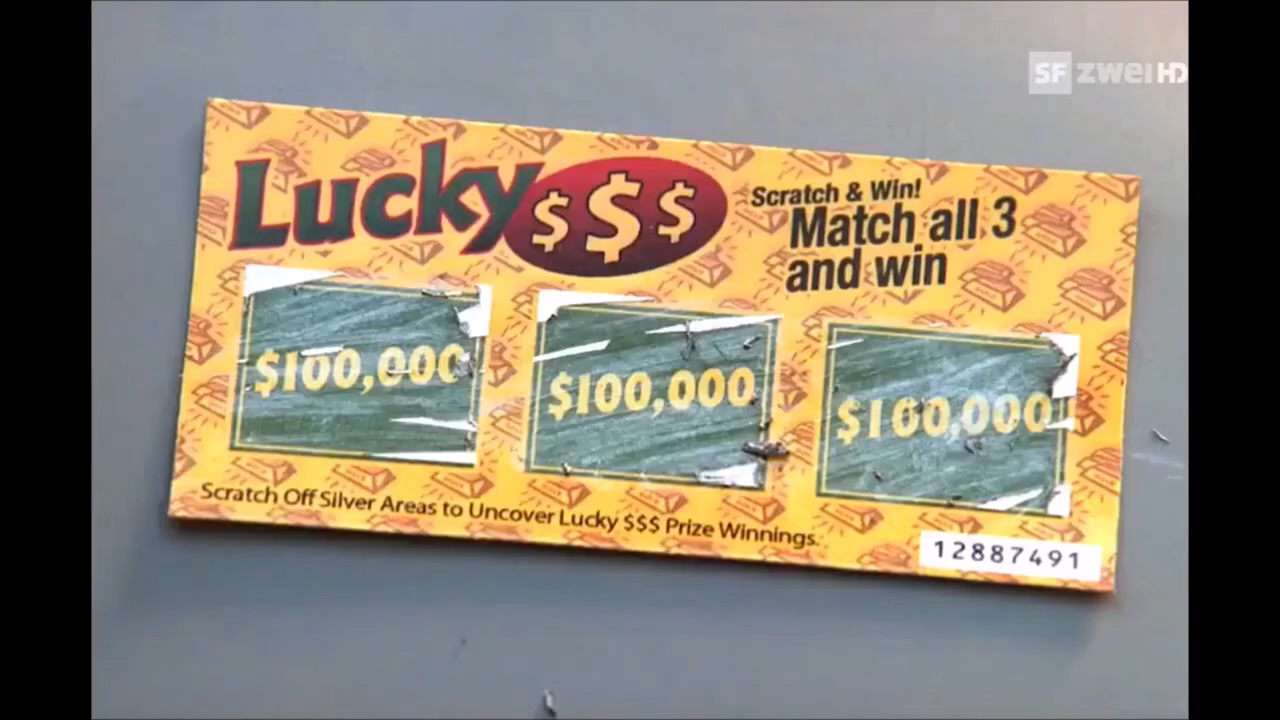 SF zwei HD
Lucky $$$
Scratch & Win!
Match all 3
and win
$100,000
$100,000
$100,000
Scratch Off Silver Areas to Uncover Lucky $$$ Prize Winnings.
12887491